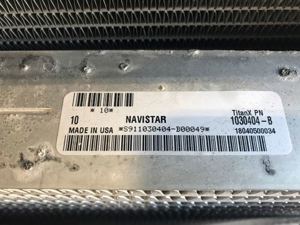 * 10*
TitanX PN
10 NAVISTAR 1030404-B
MADE IN USA *S911030404-B00049* 18040500034